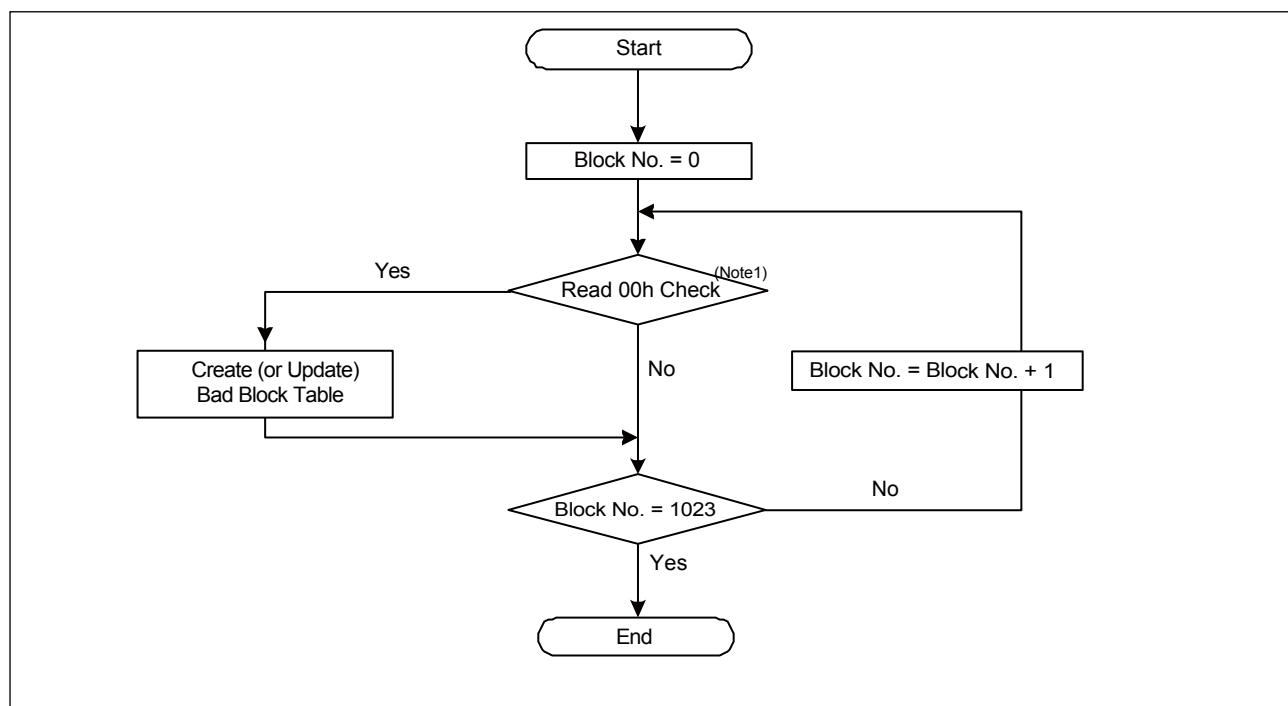 Start
Block No. = 0
Yes
(Note1)
Read 00h Check
Create (or Update)
Bad Block Table
No
Block No. = Block No. + 1
Block No. = 1023
No
Yes
End